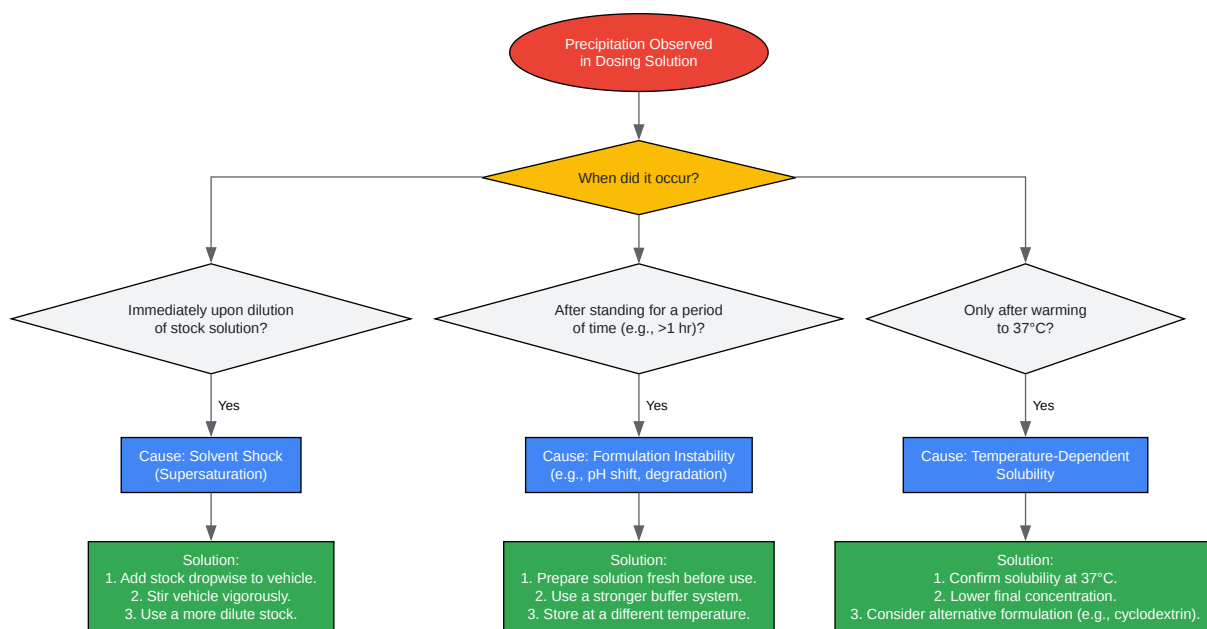 Precipitation Observed
in Dosing Solution
When did it occur?
Immediately upon dilution
of stock solution?
After standing for a period
of time (e.g., >1 hr)?
Only after warming
to 37°C?
Yes
Yes
Yes
Cause: Solvent Shock
(Supersaturation)
Cause: Formulation Instability
(e.g., pH shift, degradation)
Cause: Temperature-Dependent
Solubility
Solution:
1. Add stock dropwise to vehicle.
2. Stir vehicle vigorously.
3. Use a more dilute stock.
Solution:
1. Prepare solution fresh before use.
2. Use a stronger buffer system.
3. Store at a different temperature.
Solution:
1. Confirm solubility at 37°C.
2. Lower final concentration.
3. Consider alternative formulation (e.g., cyclodextrin).